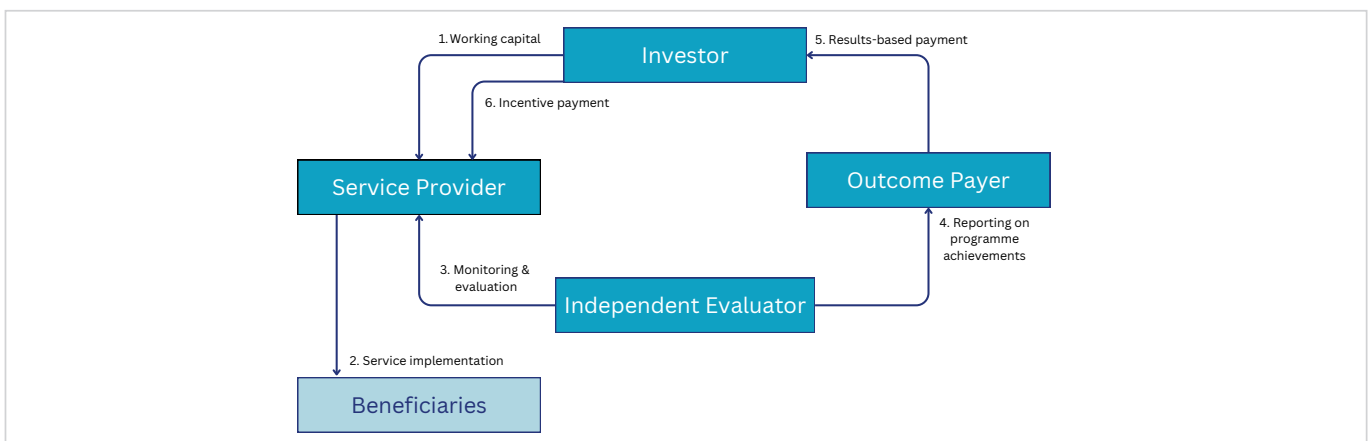 1. Working capital
Investor
5. Results-based payment
6. Incentive payment
Service Provider
Outcome Payer
4. Reporting on
programme
achievements
3. Monitoring &
evaluation
Independent Evaluator
2. Service implementation
Beneficiaries